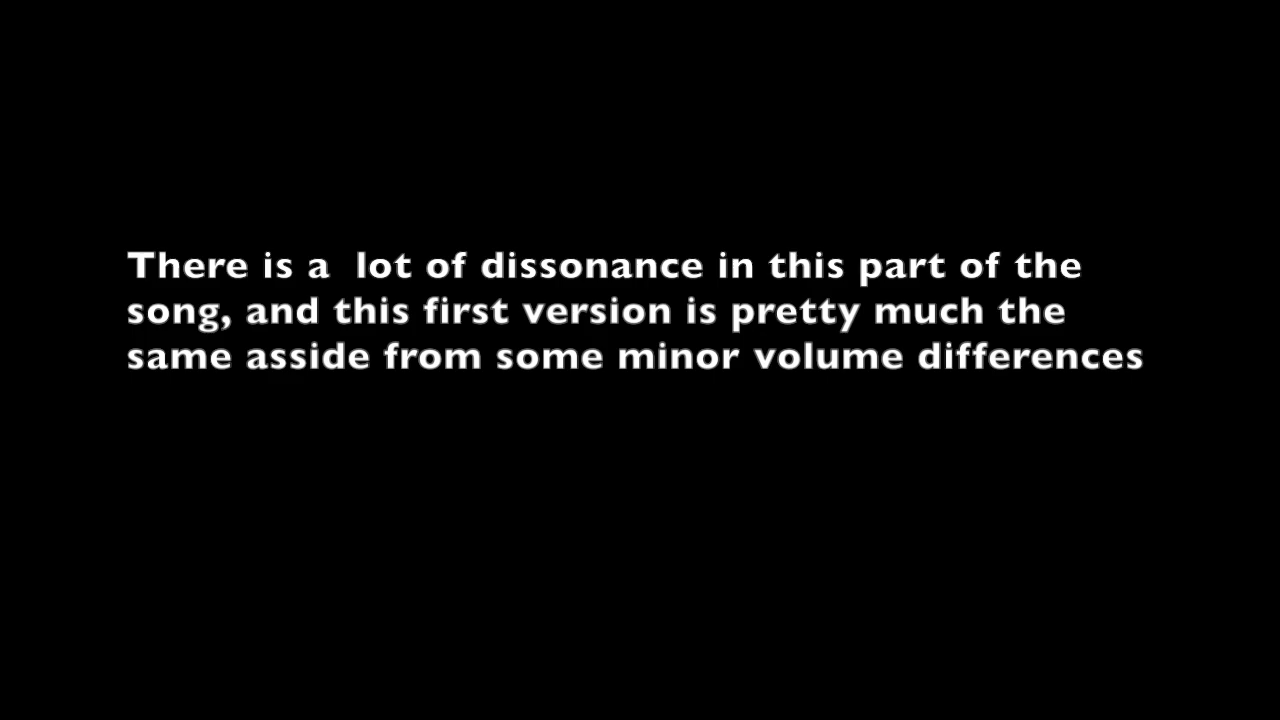 There is a  lot of dissonance in this part of the
song, and this first version is pretty much the
same asside from some minor volume differences